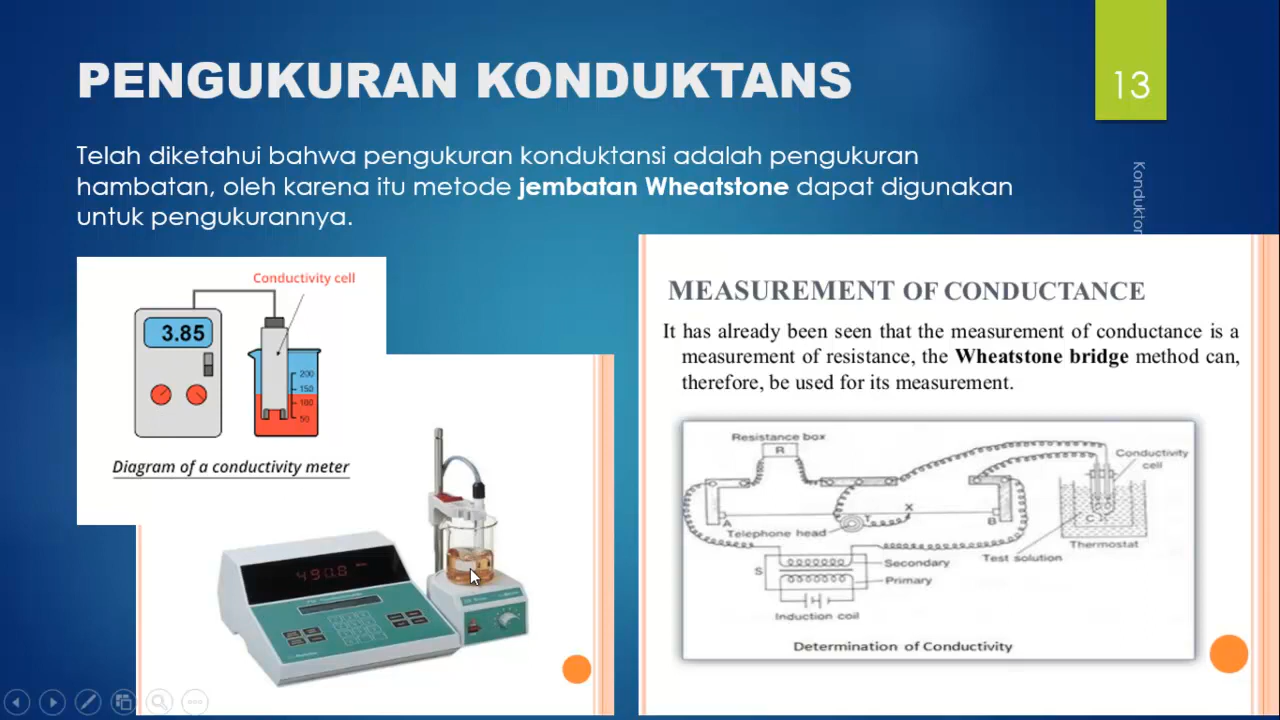 PENGUKURAN KONDUKTANS
13
Telah diketahui bahwa pengukuran konduktansi adalah pengukuran
hambatan, oleh karena itu metode jembatan Wheatstone dapat digunakan
untuk pengukurannya.
Konduktor
Conductivity cell
3.85
200
150
100
50
Diagram of a conductivity meter
490.8
MEASUREMENT OF CONDUCTANCE
It has already been seen that the measurement of conductance is a
measurement of resistance, the Wheatstone bridge method can,
therefore, be used for its measurement.
Resistance box
R
Conductivity
cell
A
T
X
B
C
Telephone head
Test solution
Thermostat
S
Secondary
Primary
Induction coil
Determination of Conductivity